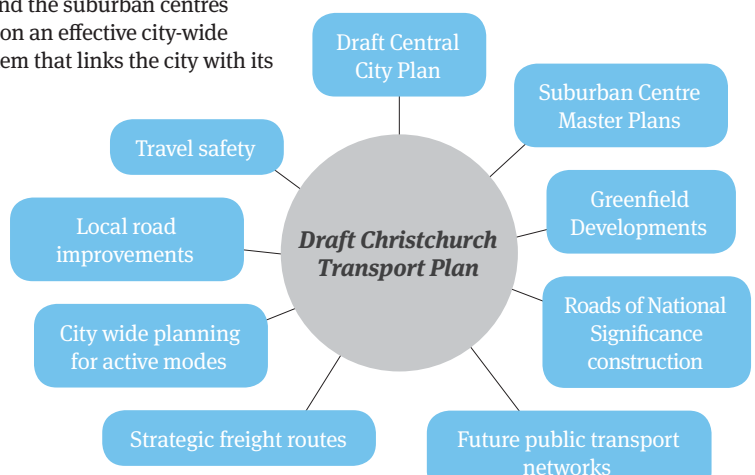 nd the suburban centres
on an effective city-wide
em that links the city with its
Draft Central
City Plan
Suburban Centre
Master Plans
Travel safety
Greenfield
Developments
Local road
improvements
Draft Christchurch
Transport Plan
Roads of National
Significance
construction
City wide planning
for active modes
Strategic freight routes
Future public transport
networks